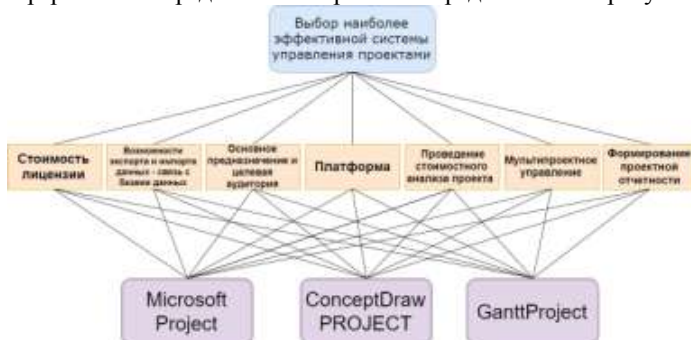 Выбор наиболее
эффективной системы
управления проектами
Стоимость
лицензии
Возможности
экспорта и импорта
данных - связь с
базами данных
Основное
предназначение и
целевая
аудитория
Платформа
Проведение
стоимостного
анализа проекта
Мультипроектное
управление
Формирование
проектной
отчетности
Microsoft
Project
ConceptDraw
PROJECT
GanttProject